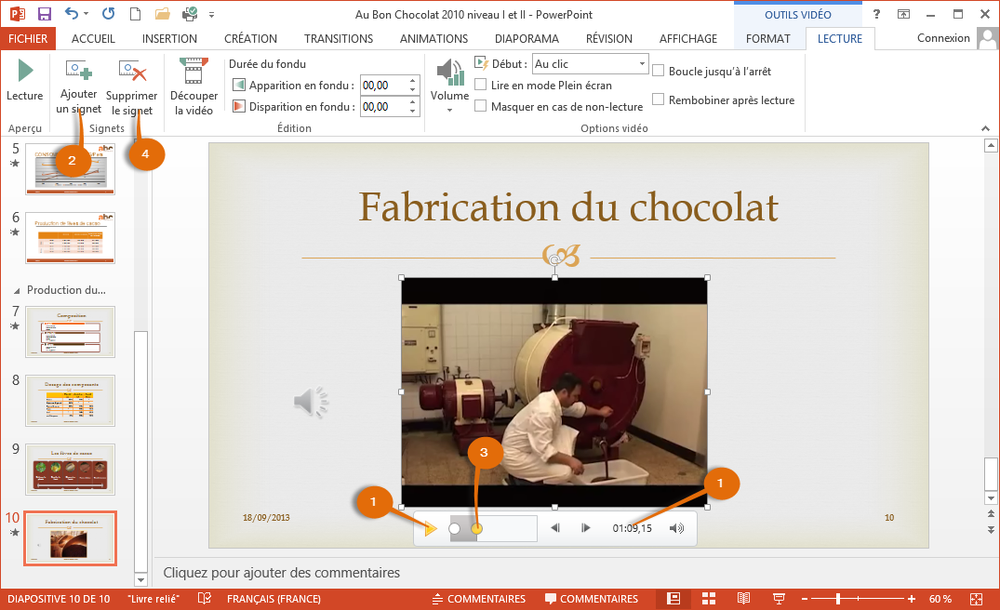 Au Bon Chocolat 2010 niveau I et II - PowerPoint
OUTILS VIDÉO
?
FICHIER
ACCUEIL
INSERTION
CRÉATION
TRANSITIONS
ANIMATIONS
DIAPORAMA
RÉVISION
AFFICHAGE
FORMAT
LECTURE
Connexion
Lecture
Ajouter
un signet
Supprimer
le signet
Découper
la vidéo
Durée du fondu
Apparition en fondu :
00,00
Disparition en fondu :
00,00
Volume
Début :
Au clic
Lire en mode Plein écran
Masquer en cas de non-lecture
Boucle jusqu'à l'arrêt
Rembobiner après lecture
Aperçu
Signets
Édition
Options vidéo
2
4
5
abc
6
abc
Production de fèves de cacao
Production du...
7
Composition
8
Dosage des composants
9
Les fèves de cacao
10
Fabrication du chocolat
Fabrication du chocolat
3
1
1
18/09/2013
10
01:09,15
Cliquez pour ajouter des commentaires
DIAPOSITIVE 10 DE 10
"Livre relié"
FRANÇAIS (FRANCE)
COMMENTAIRES
COMMENTAIRES
60 %